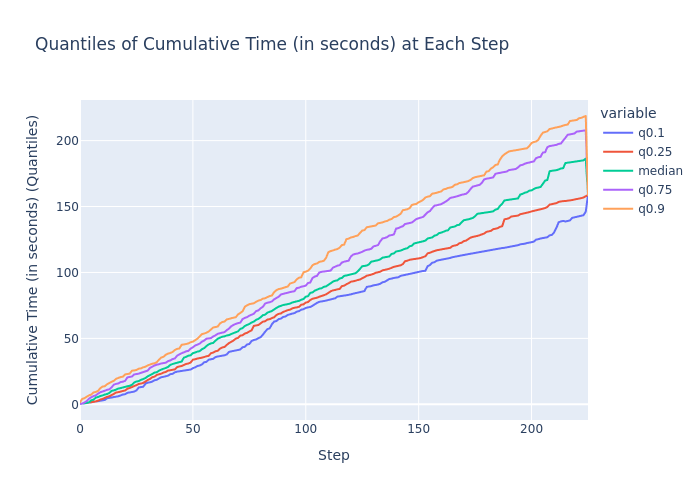 Quantiles of Cumulative Time (in seconds) at Each Step
Cumulative Time (in seconds) (Quantiles)
200
150
100
50
0
0
50
100
150
200
Step
variable
q0.1
q0.25
median
q0.75
q0.9